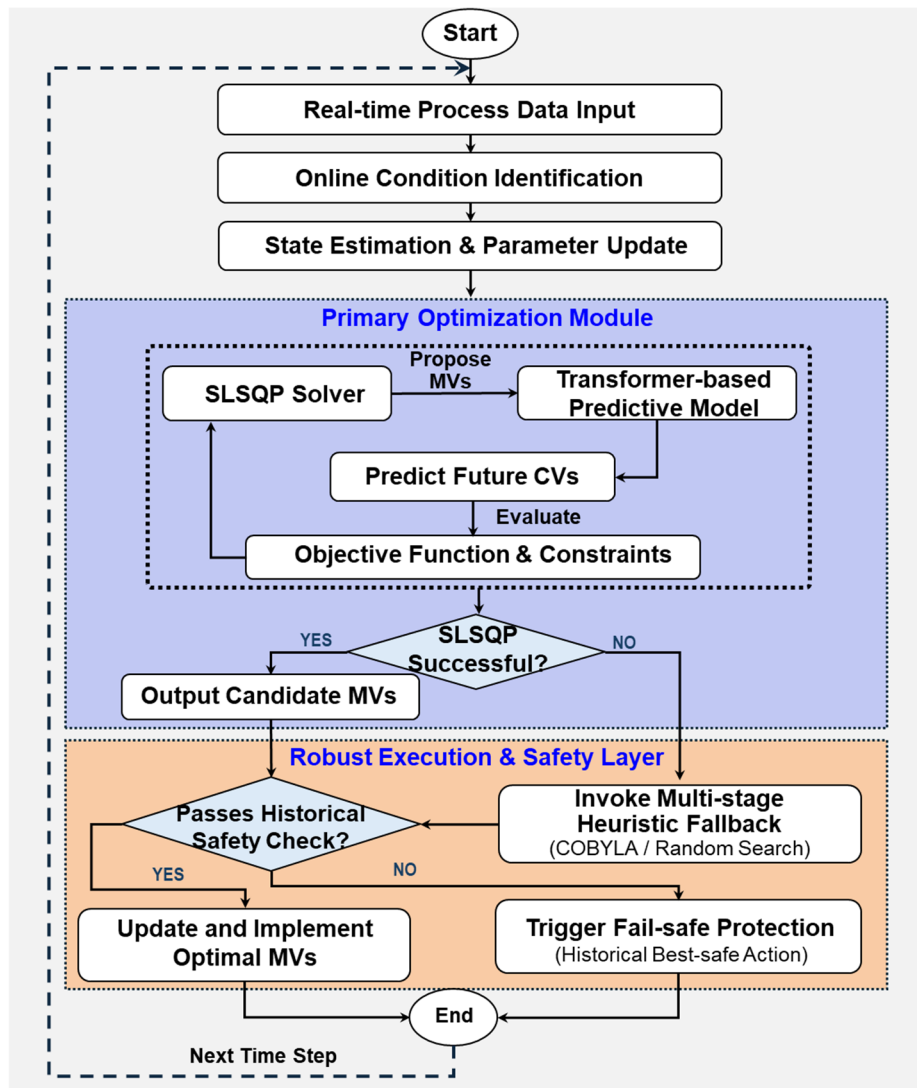 Start
Real-time Process Data Input
Online Condition Identification
State Estimation & Parameter Update
Primary Optimization Module
Propose
MVs
SLSQP Solver
Transformer-based
Predictive Model
Predict Future CVs
Evaluate
Objective Function & Constraints
SLSQP
Successful?
YES
NO
Output Candidate MVs
Robust Execution & Safety Layer
Passes Historical
Safety Check?
Invoke Multi-stage
Heuristic Fallback
(COBYLA / Random Search)
YES
NO
Update and Implement
Optimal MVs
Trigger Fail-safe Protection
(Historical Best-safe Action)
End
Next Time Step